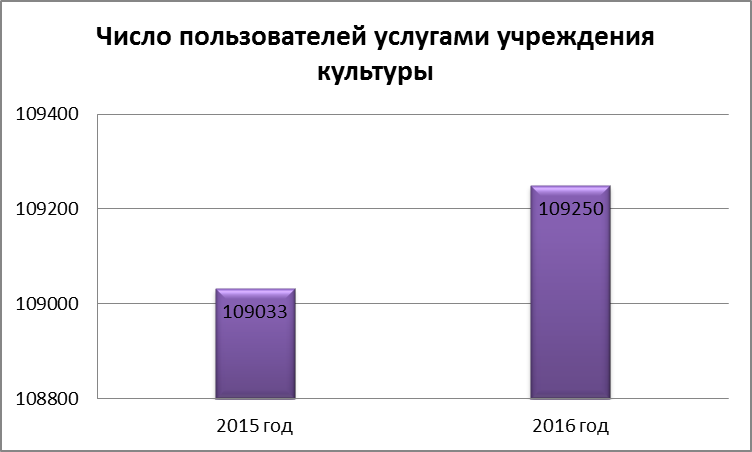 Число пользователей услугами учреждения
культуры
109400
109200
109000
108800
109033
109250
2015 год
2016 год